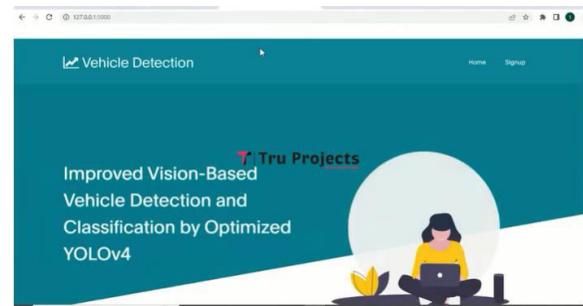 127.0.0.1:5000
Vehicle Detection
Home
Signup
Tru Projects
Improved Vision-Based
Vehicle Detection and
Classification by Optimized
YOLOv4